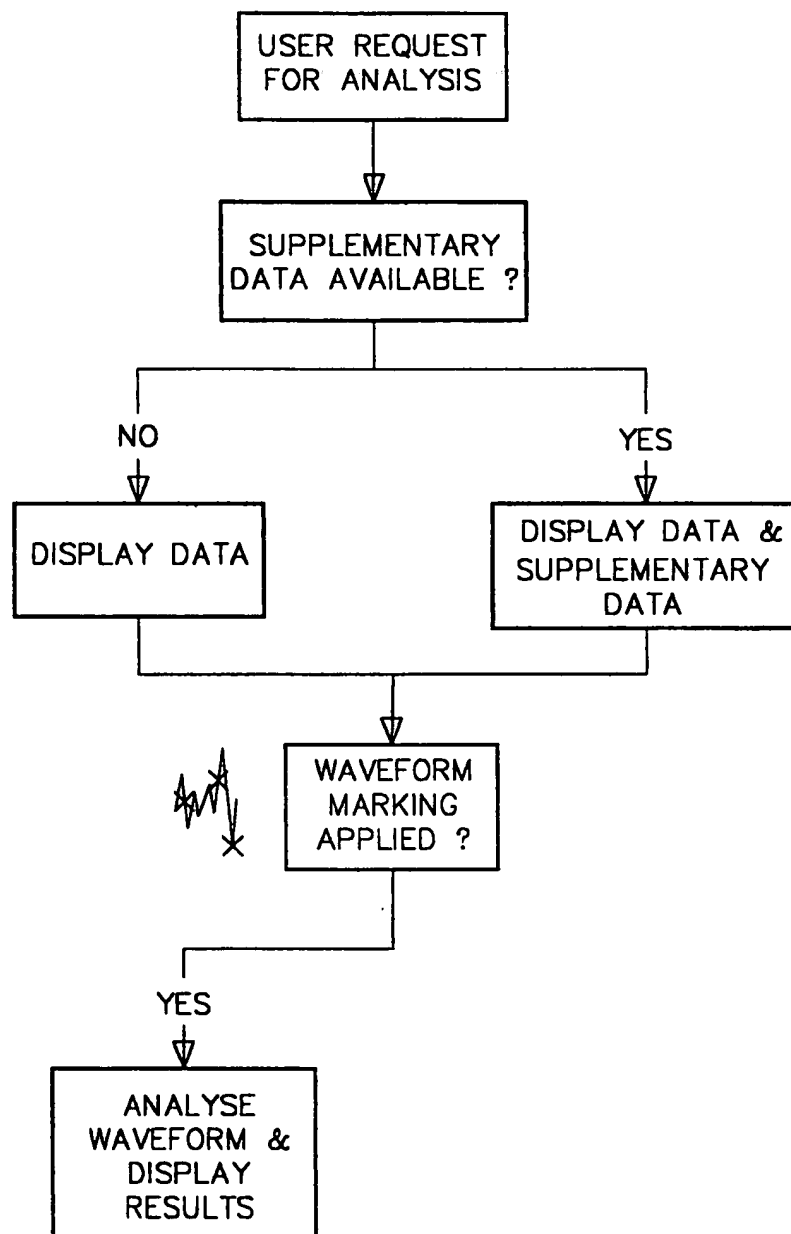 USER REQUEST
FOR ANALYSIS
SUPPLEMENTARY
DATA AVAILABLE ?
NO
YES
DISPLAY DATA
DISPLAY DATA &
SUPPLEMENTARY
DATA
WAVEFORM
MARKING
APPLIED ?
YES
ANALYSE
WAVEFORM &
DISPLAY
RESULTS